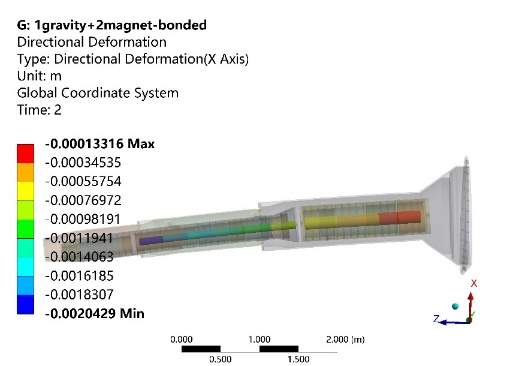 G: 1gravity+2magnet-bonded
Directional Deformation
Type: Directional Deformation(X Axis)
Unit: m
Global Coordinate System
Time: 2
-0.00013316 Max
-0.00034535
-0.00055754
-0.00076972
-0.00098191
-0.0011941
-0.0014063
-0.0016185
-0.0018307
-0.0020429 Min
X
Z
Y
0.000
1.000
2.000 (m)
0.500
1.500